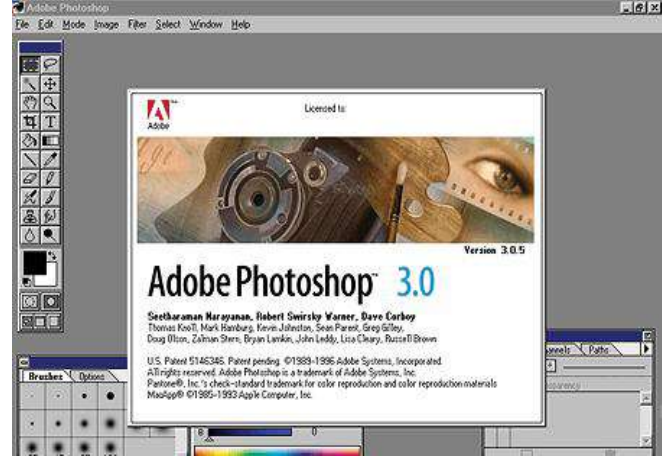 Adobe Photoshop
File Edit Mode Image Filter Select Window Help
Adobe
Licensed to:
Version 3.0.5
Adobe Photoshop™ 3.0
Seetharaman Narayanan, Robert Swirsky Warner, Dave Corboy
Thomas Knoll, Mark Hamburg, Kevin Johnston, Sean Parent, Greg Gilley,
Doug Olson, Zalman Stern, Bryan Lamkin, John Leddy, Lisa Cleary, Russell Brown
U.S. Patent 5146346. Patent pending. ©1989-1996 Adobe Systems, Incorporated.
All rights reserved. Adobe Photoshop is a trademark of Adobe Systems, Inc.
Pantone®, Inc.'s check-standard trademark for color reproduction and color reproduction materials
MacApp® ©1985-1993 Apple Computer, Inc.
Paths
Brushes Options
0